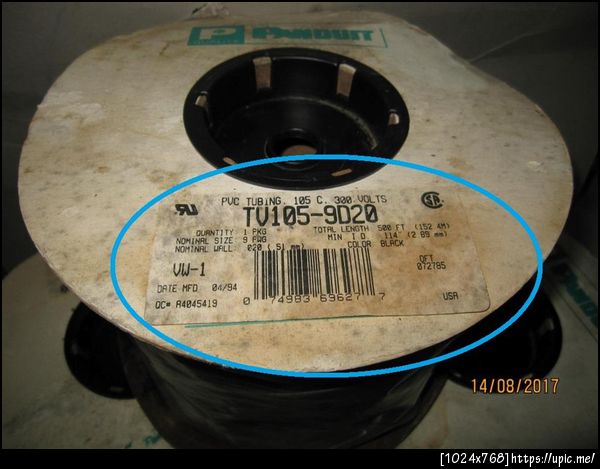 PANDUIT
PVC TUBING, 105 C, 300 VOLTS
TV105-9D20
QUANTITY: 1 PKG TOTAL LENGTH 500 FT (152.4M)
NOMINAL SIZE: 9 AWG MIN I D .114" (2.89 mm)
NOMINAL WALL: .020 (.51 mm) COLOR BLACK
VW-1 OFT
072785
DATE MFD 04/94
0 74983 69627 7
QC# A4045419 USA
14/08/2017
[1024x768]https://upic.me/